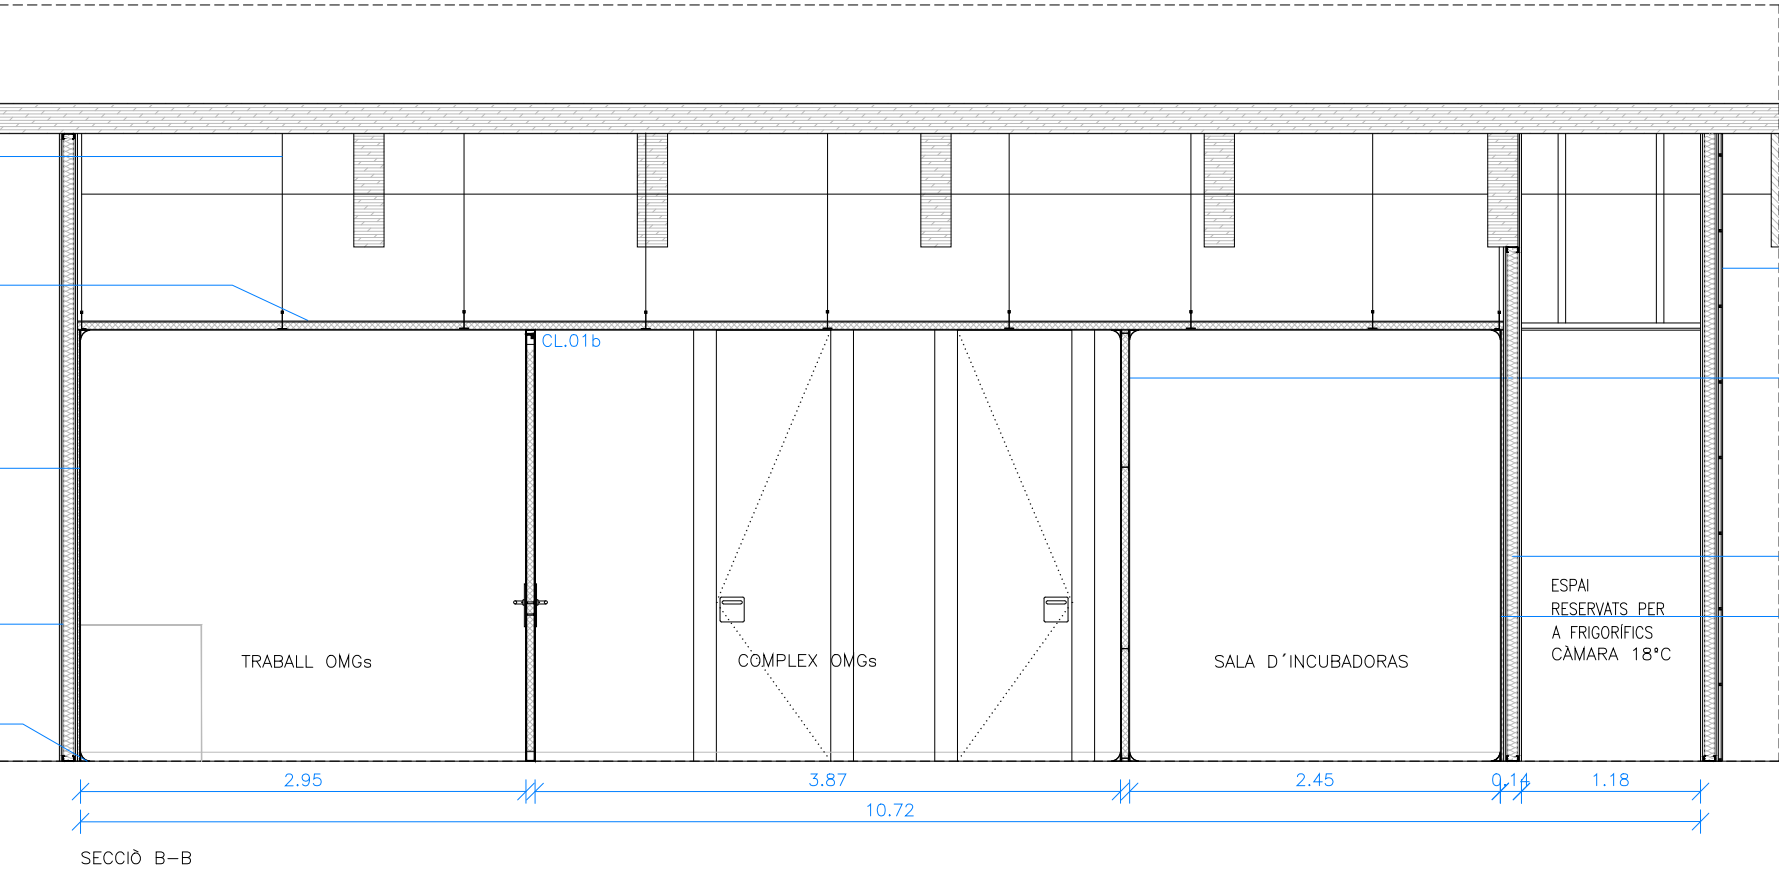 CL.01b
ESPAI
RESERVATS PER
A FRIGORÍFICS
CÀMARA 18°C
TRABALL OMGs
COMPLEX OMGs
SALA D´INCUBADORAS
2.95
3.87
2.45
0.14
1.18
10.72
SECCIÒ B-B